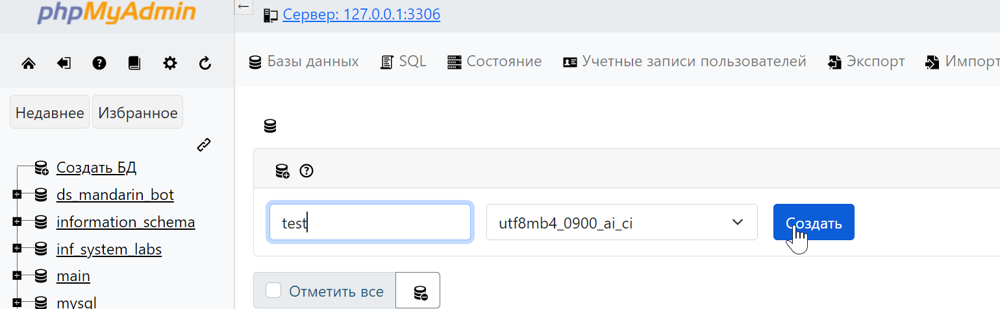 phpMyAdmin
Недавнее Избранное
Создать БД
ds_mandarin_bot
information_schema
inf_system_labs
main
mysql
Сервер: 127.0.0.1:3306
Базы данных SQL Состояние Учетные записи пользователей Экспорт Импорт
test utf8mb4_0900_ai_ci Создать
Отметить все